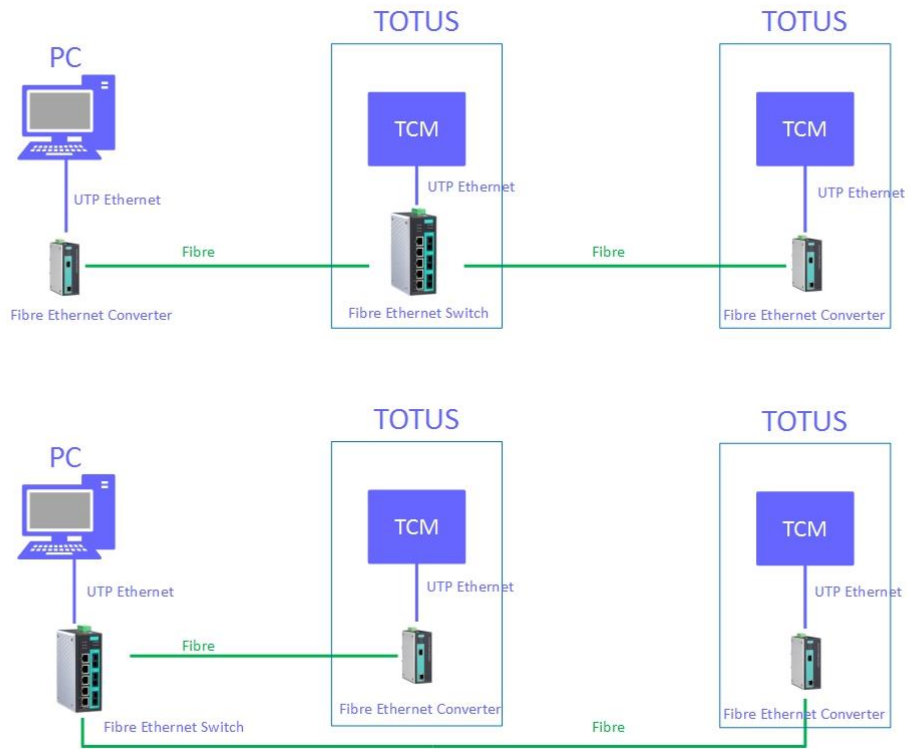 TOTUS
TOTUS
PC
TCM
TCM
UTP Ethernet
UTP Ethernet
UTP Ethernet
Fibre
Fibre
Fibre Ethernet Converter
Fibre Ethernet Switch
Fibre Ethernet Converter
TOTUS
TOTUS
PC
TCM
TCM
UTP Ethernet
UTP Ethernet
UTP Ethernet
Fibre
Fibre Ethernet Converter
Fibre Ethernet Converter
Fibre Ethernet Switch
Fibre